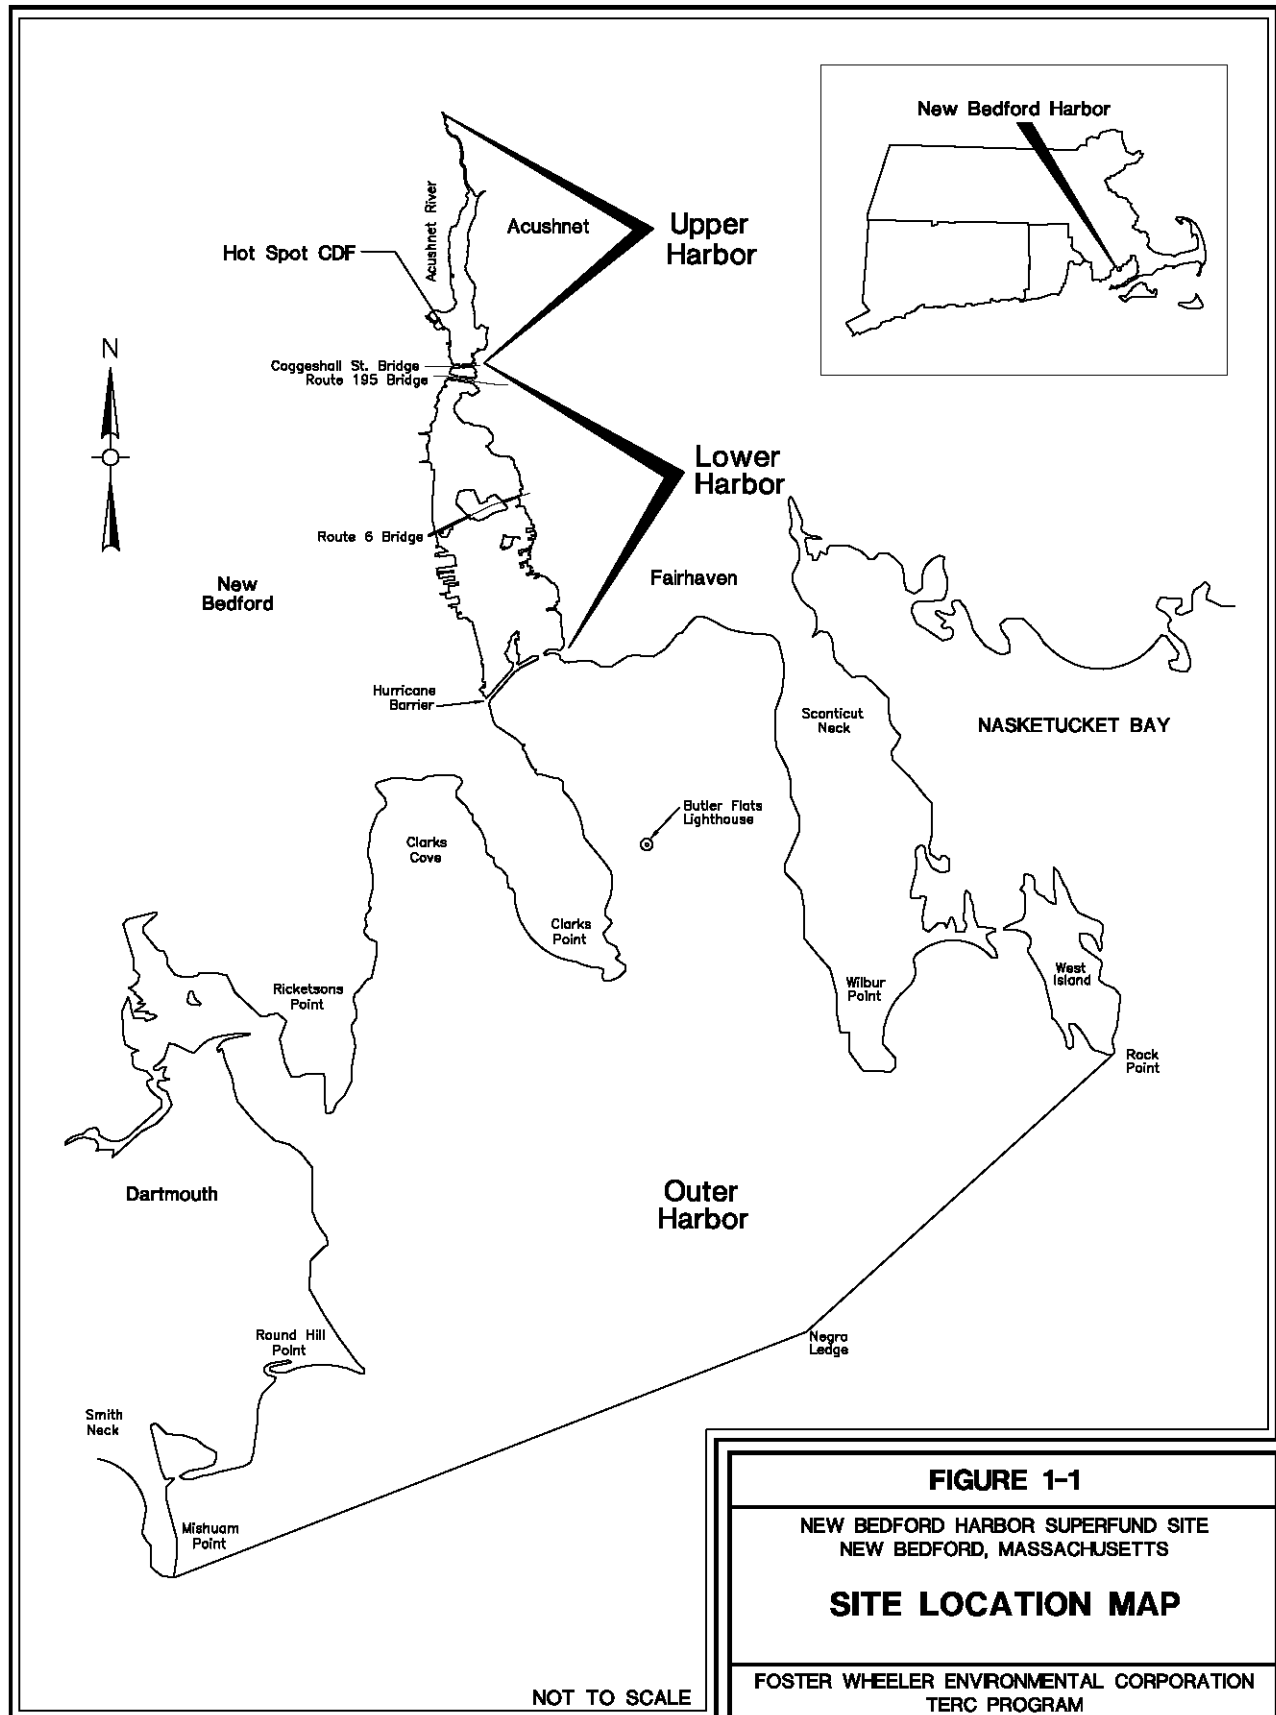 New Bedford Harbor
Acushnet River
Acushnet
Upper
Harbor
Hot Spot CDF
N
Coggeshall St. Bridge
Route 195 Bridge
Lower
Harbor
Route 6 Bridge
Fairhaven
New
Bedford
Hurricane
Barrier
Sconticut
Neck
NASKETUCKET BAY
Butler Flats
Lighthouse
Clarks
Cove
Clarks
Point
West
Island
Wilbur
Point
Ricketsons
Point
Rock
Point
Dartmouth
Outer
Harbor
Round Hill
Point
Negro
Ledge
Smith
Neck
Mishuam
Point
FIGURE 1-1
NEW BEDFORD HARBOR SUPERFUND SITE
NEW BEDFORD, MASSACHUSETTS
SITE LOCATION MAP
FOSTER WHEELER ENVIRONMENTAL CORPORATION
TERC PROGRAM
NOT TO SCALE